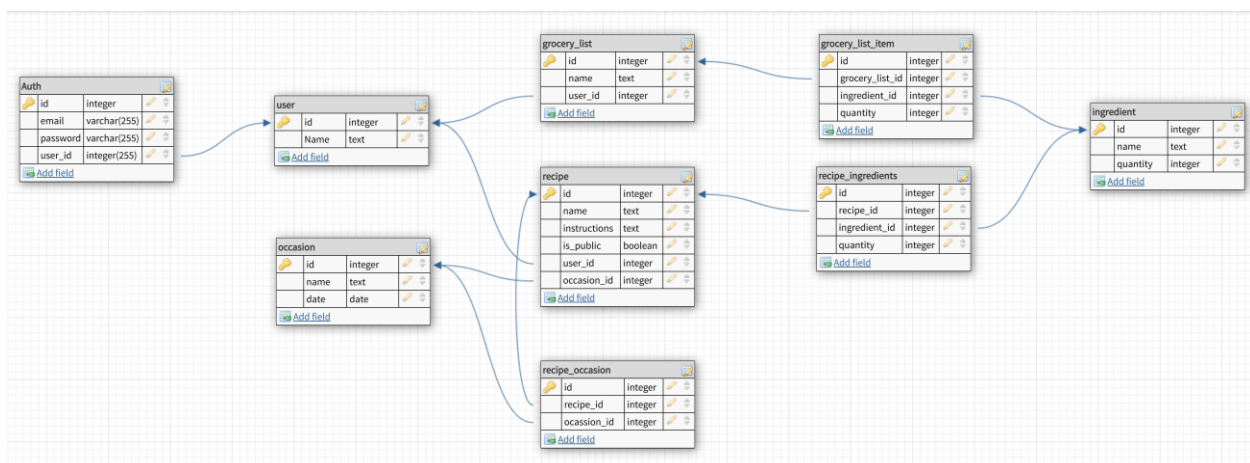 Auth
id integer
email varchar(255)
password varchar(255)
user_id integer(255)
Add field
user
id integer
Name text
Add field
occasion
id integer
name text
date date
Add field
grocery_list
id integer
name text
user_id integer
Add field
recipe
id integer
name text
instructions text
is_public boolean
user_id integer
occasion_id integer
Add field
recipe_occasion
id integer
recipe_id integer
ocassion_id integer
Add field
grocery_list_item
id integer
grocery_list_id integer
ingredient_id integer
quantity integer
Add field
recipe_ingredients
id integer
recipe_id integer
ingredient_id integer
quantity integer
Add field
ingredient
id integer
name text
quantity integer
Add field